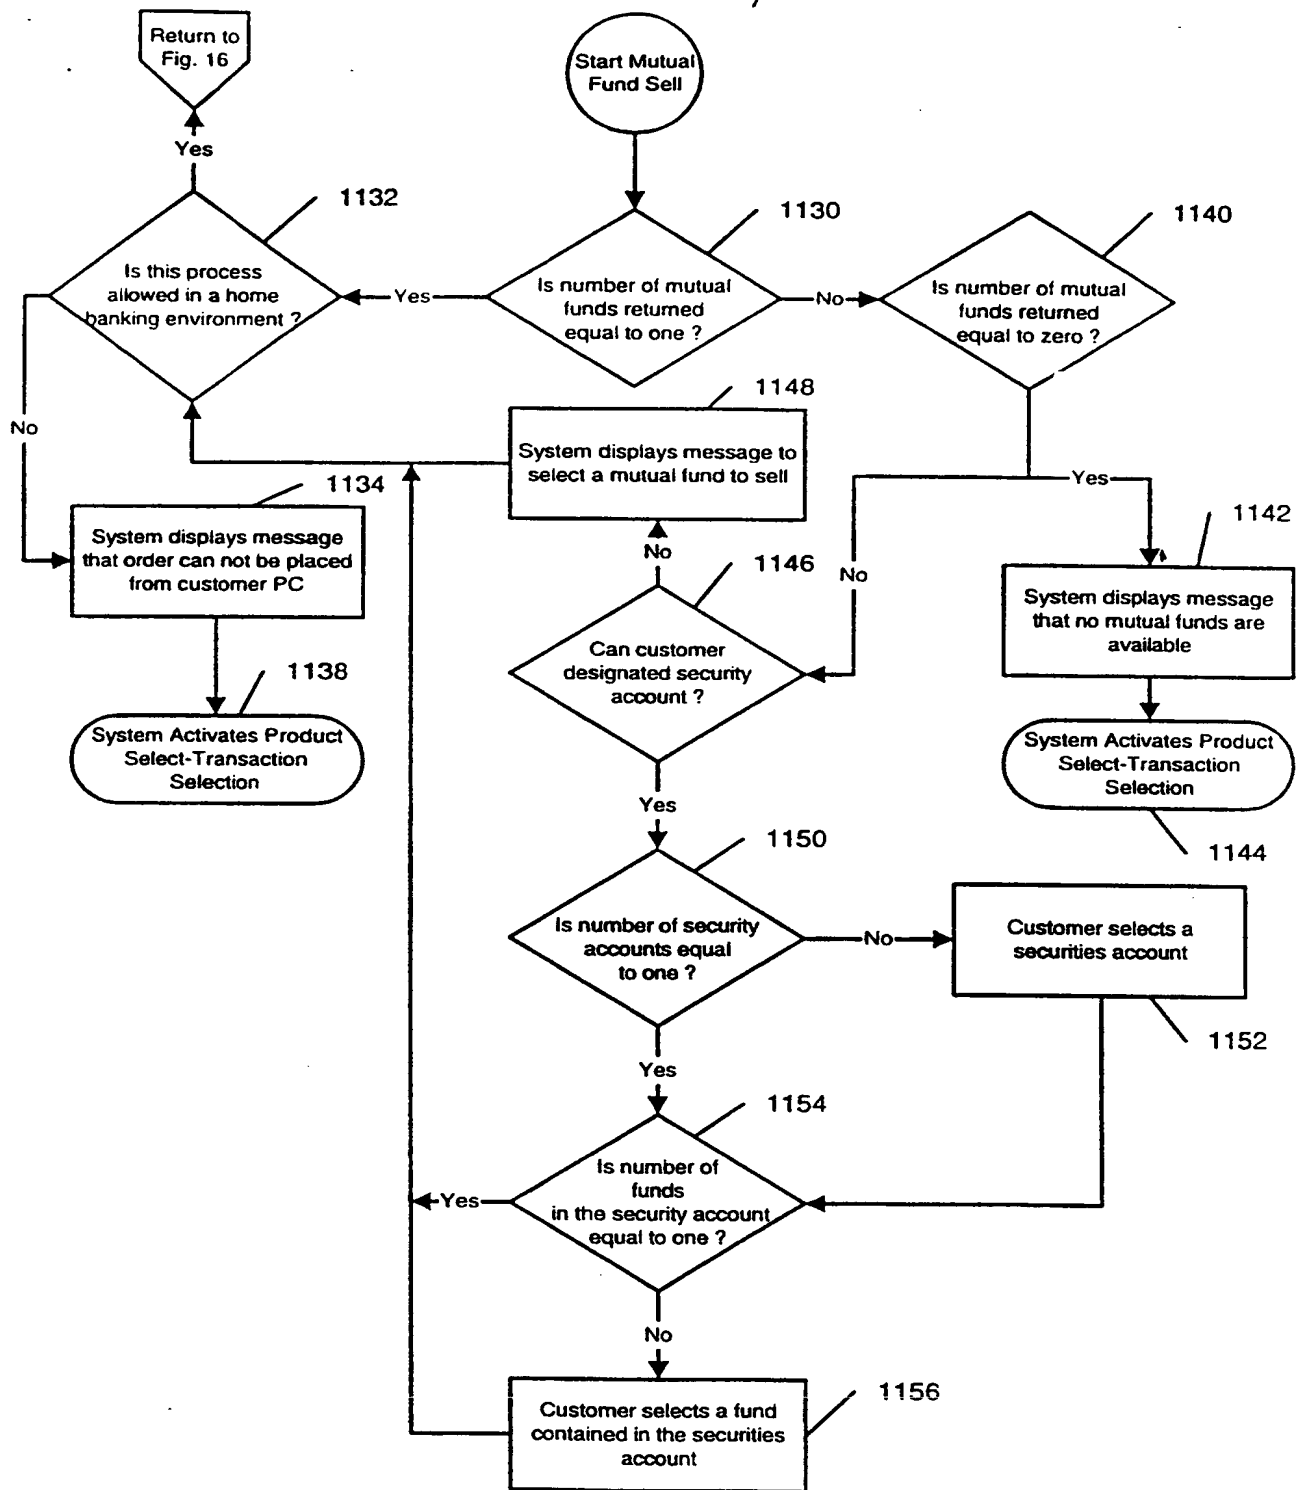 Return to
Fig. 16
Start Mutual
Fund Sell
Yes
1132
1130
1140
Is this process
allowed in a home
banking environment ?
Yes
Is number of mutual
funds returned
equal to one ?
No
Is number of mutual
funds returned
equal to zero ?
No
1148
System displays message to
select a mutual fund to sell
Yes
1134
System displays message
that order can not be placed
from customer PC
No
1146
No
1142
System displays message
that no mutual funds are
available
Can customer
designated security
account ?
1138
System Activates Product
Select-Transaction
Selection
System Activates Product
Select-Transaction
Selection
Yes
1144
1150
Is number of security
accounts equal
to one ?
No
Customer selects a
securities account
1152
Yes
1154
Is number of
funds
in the security account
equal to one ?
Yes
No
1156
Customer selects a fund
contained in the securities
account